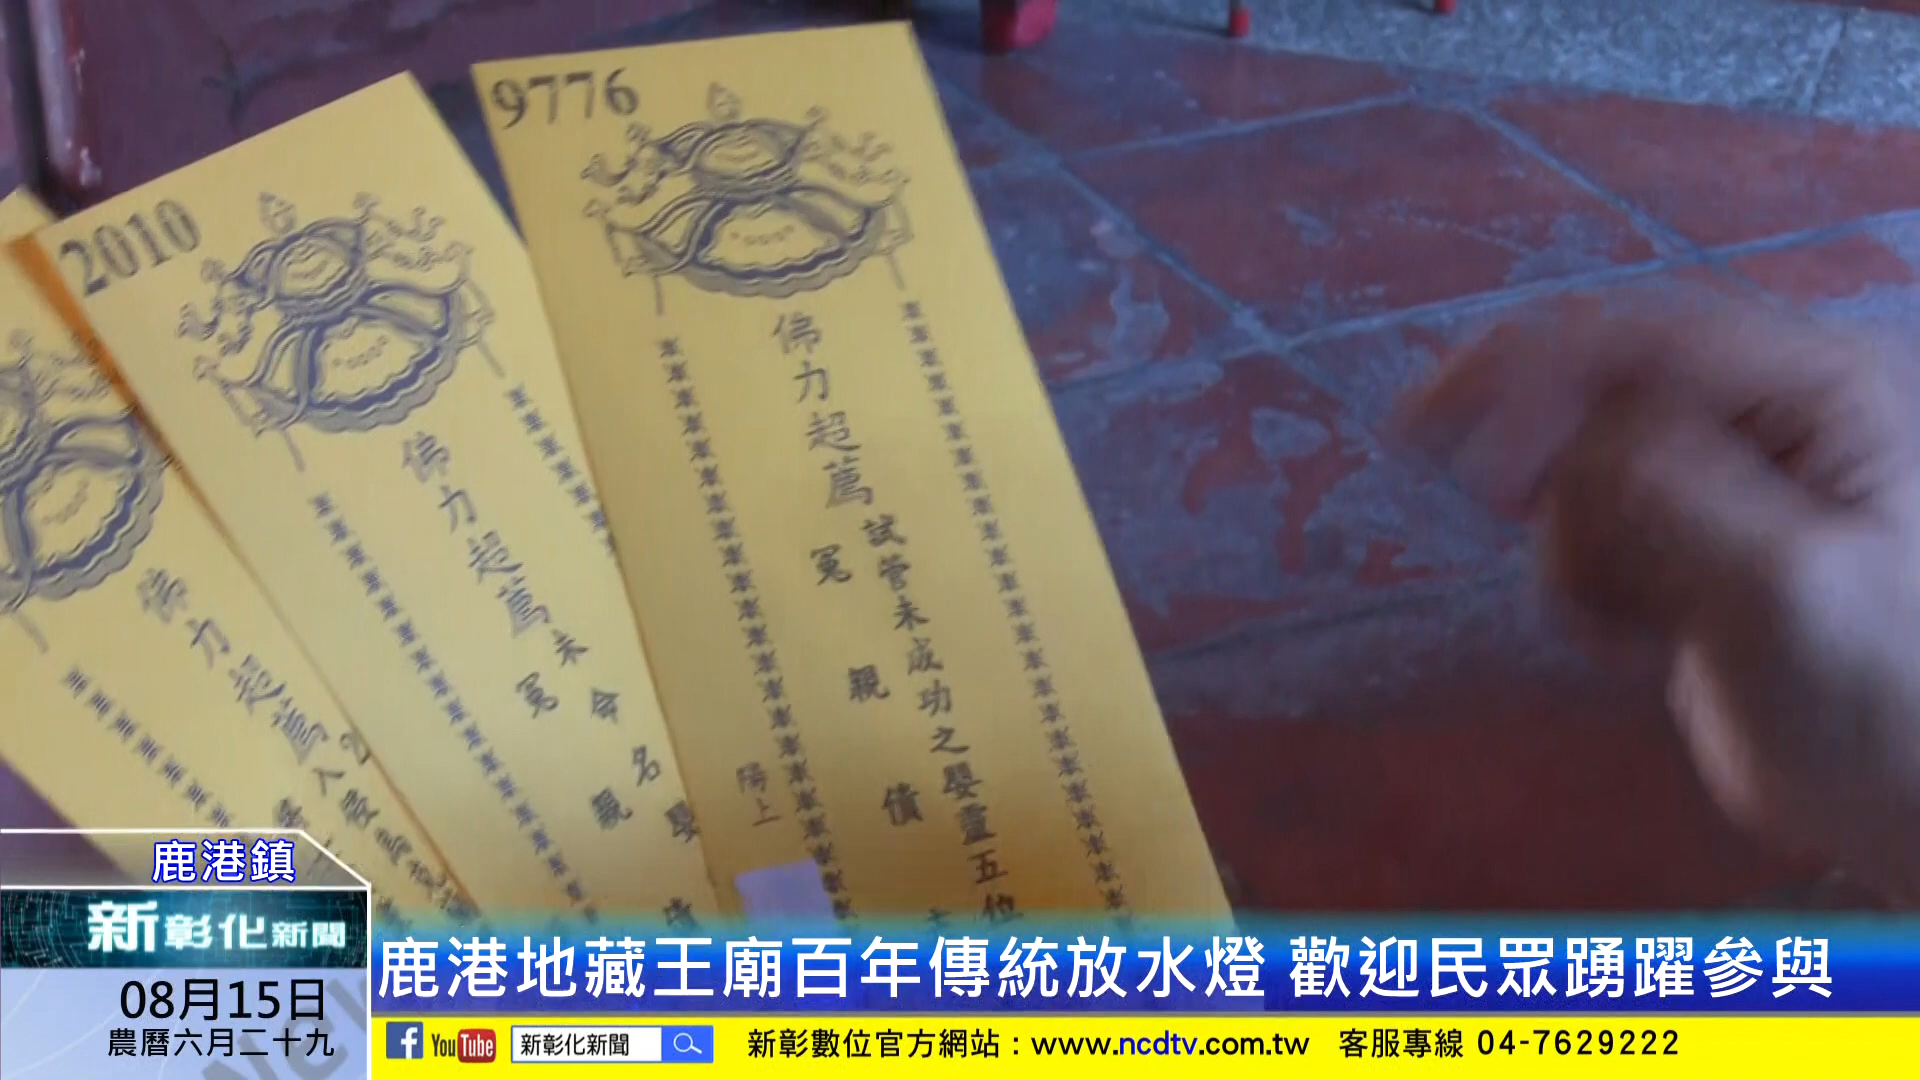 9776
佛力超薦
試管未成功之嬰靈五位
冤親債主
陽上
2010
佛力超薦
未命名嬰
冤親
佛力超薦
鹿港鎮
新彰化新聞
08月15日
農曆六月二十九
鹿港地藏王廟百年傳統放水燈 歡迎民眾踴躍參與
f YouTube 新彰化新聞 新彰數位官方網站：www.ncdtv.com.tw 客服專線 04-7629222